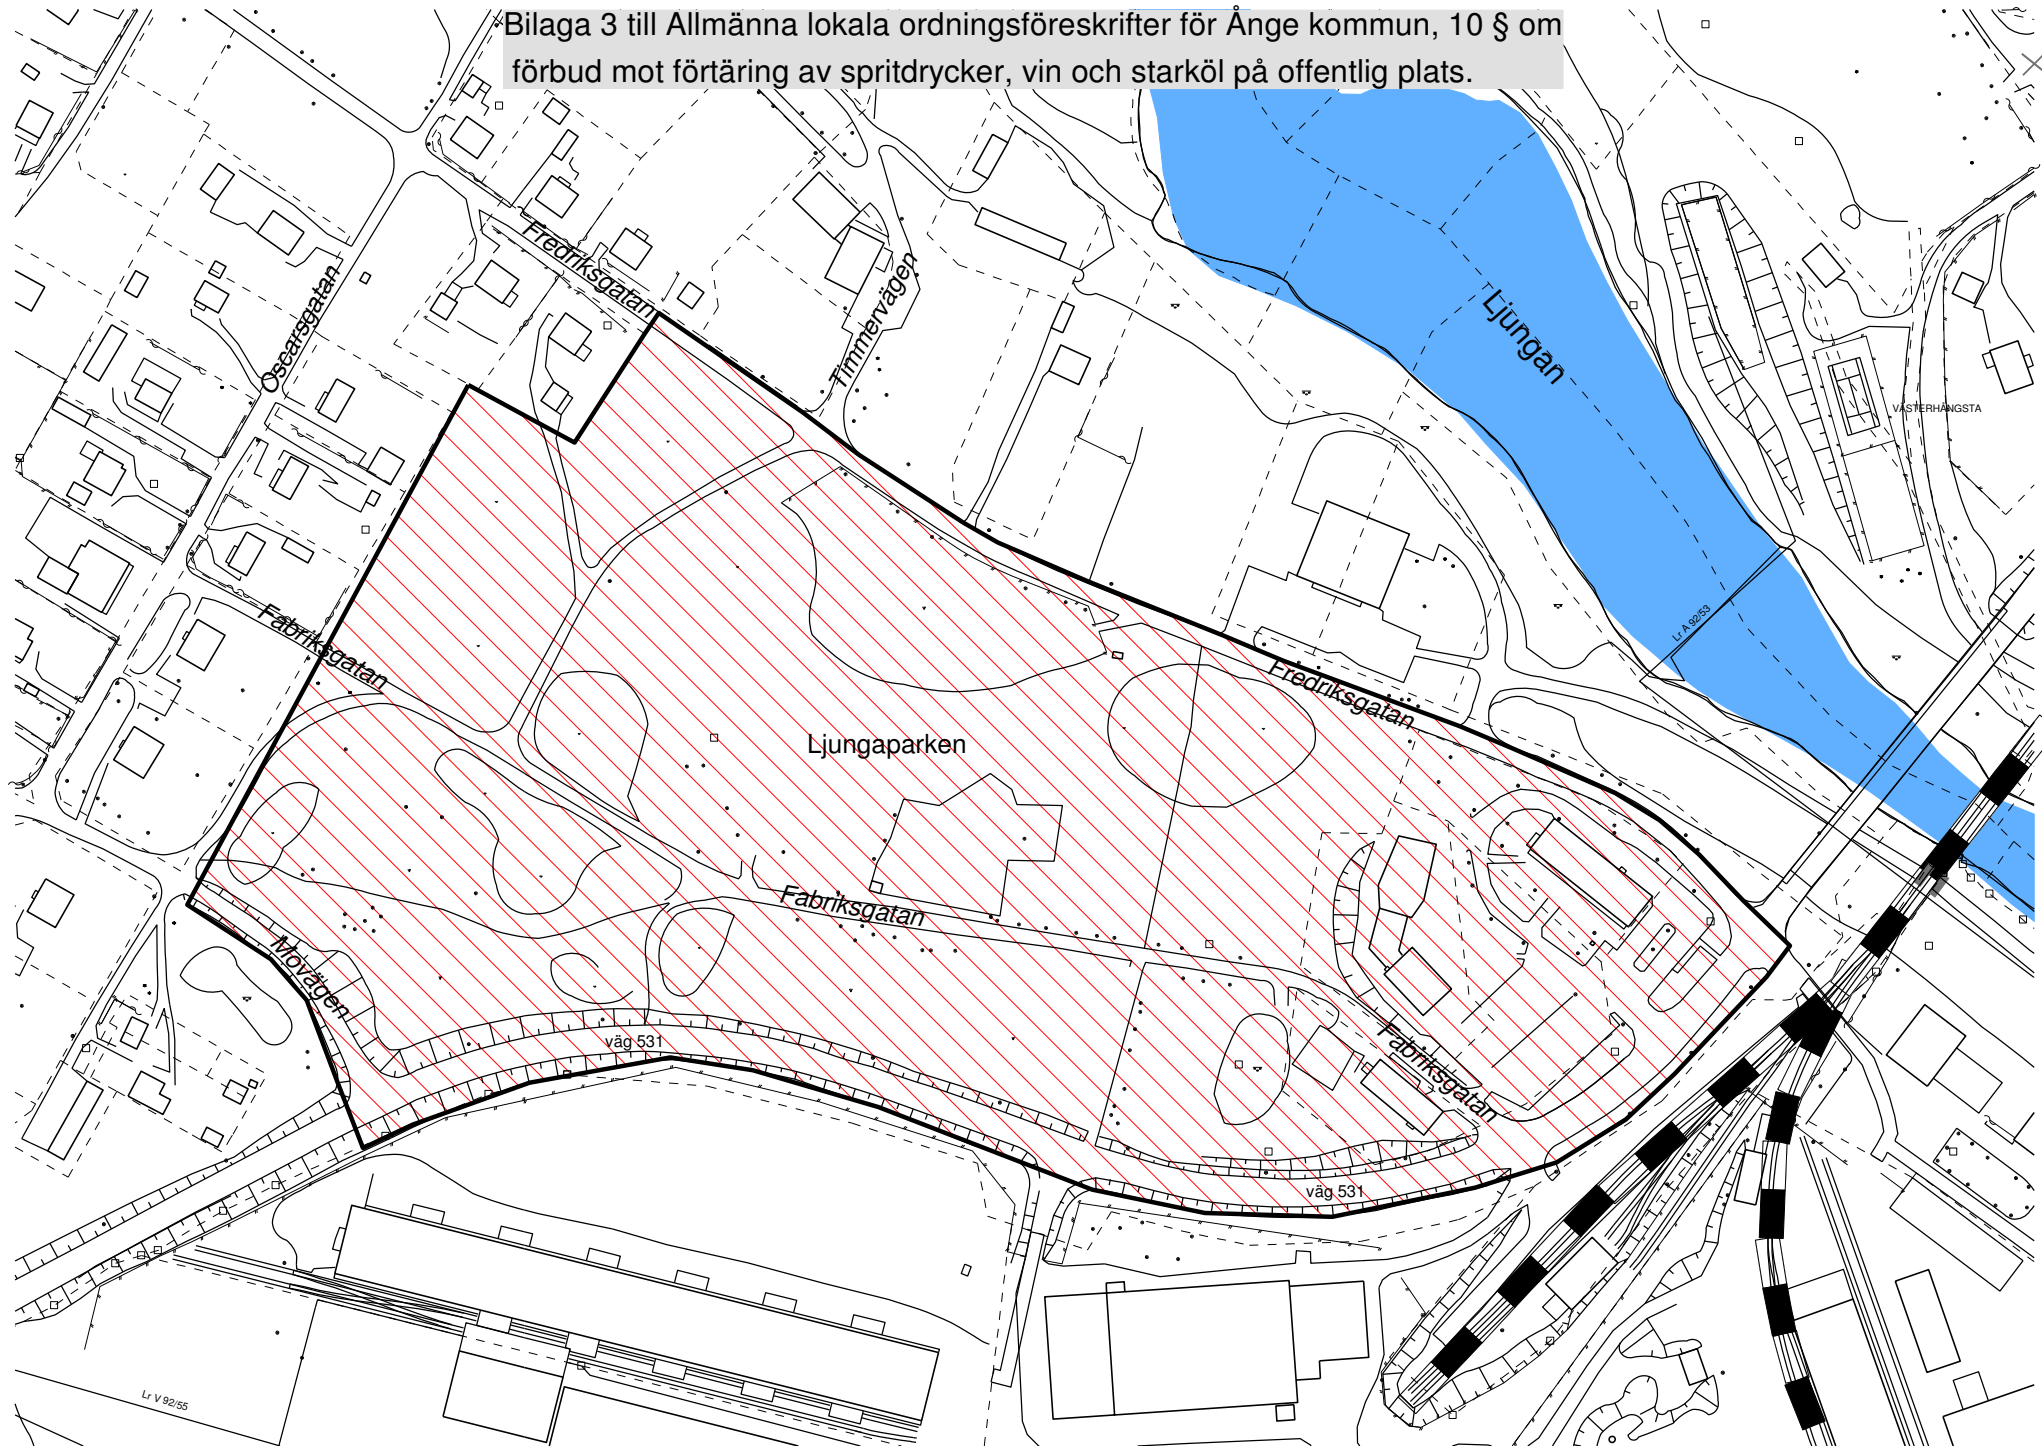 Bilaga 3 till Allmänna lokala ordningsföreskrifter för Ånge kommun, 10 § om
förbud mot förtäring av spritdrycker, vin och starköl på offentlig plats.
Fredriksgatan
Oscarsgatan
Timmervägen
Ljungan
VÄSTERHÅNGSTA
Lr A 92/53
Fabriksgatan
Fredriksgatan
Ljungaparken
Fabriksgatan
Movägen
väg 531
Fabriksgatan
väg 531
Lr V 92/55